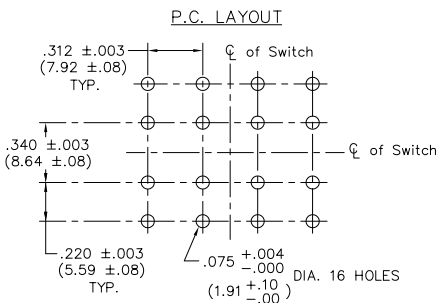 P.C. LAYOUT
.312 ±.003
(7.92 ±.08)
TYP.
℄ of Switch
.340 ±.003
(8.64 ±.08)
℄ of Switch
.220 ±.003
(5.59 ±.08)
TYP.
.075 +.004 -.000
(1.91 +.10 -.00) DIA. 16 HOLES